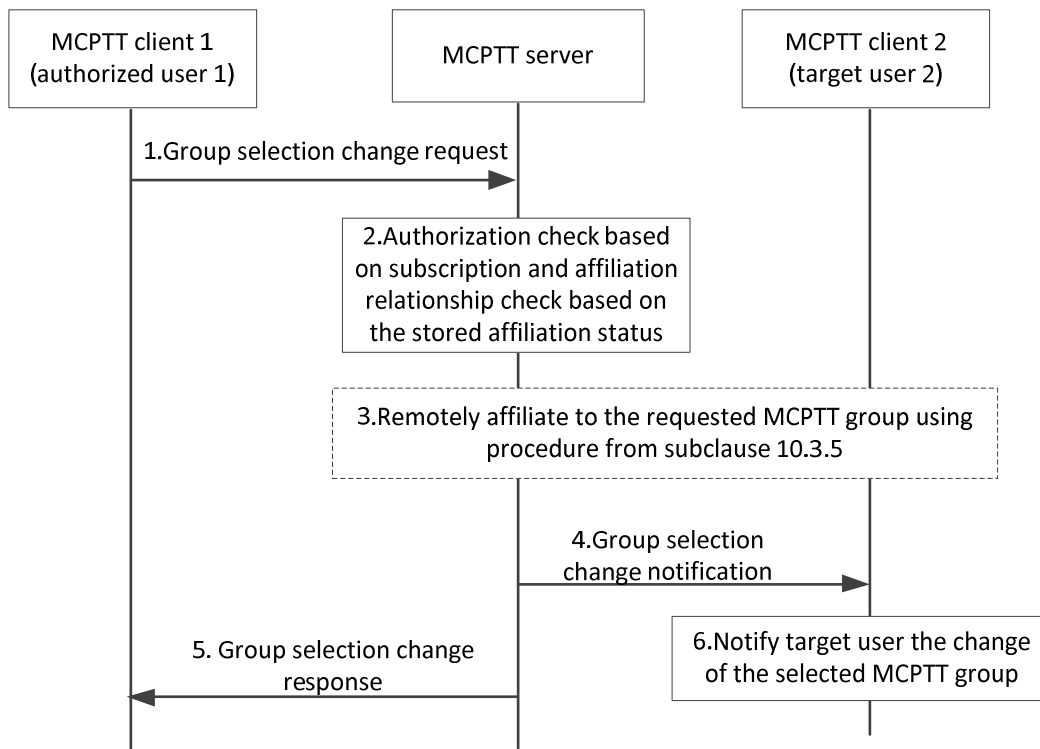 MCPTT client 1
(authorized user 1)
MCPTT server
MCPTT client 2
(target user 2)
1.Group selection change request
2.Authorization check based
on subscription and affiliation
relationship check based on
the stored affiliation status
3.Remotely affiliate to the requested MCPTT group using
procedure from subclause 10.3.5
4.Group selection
change notification
5. Group selection change
response
6.Notify target user the change
of the selected MCPTT group